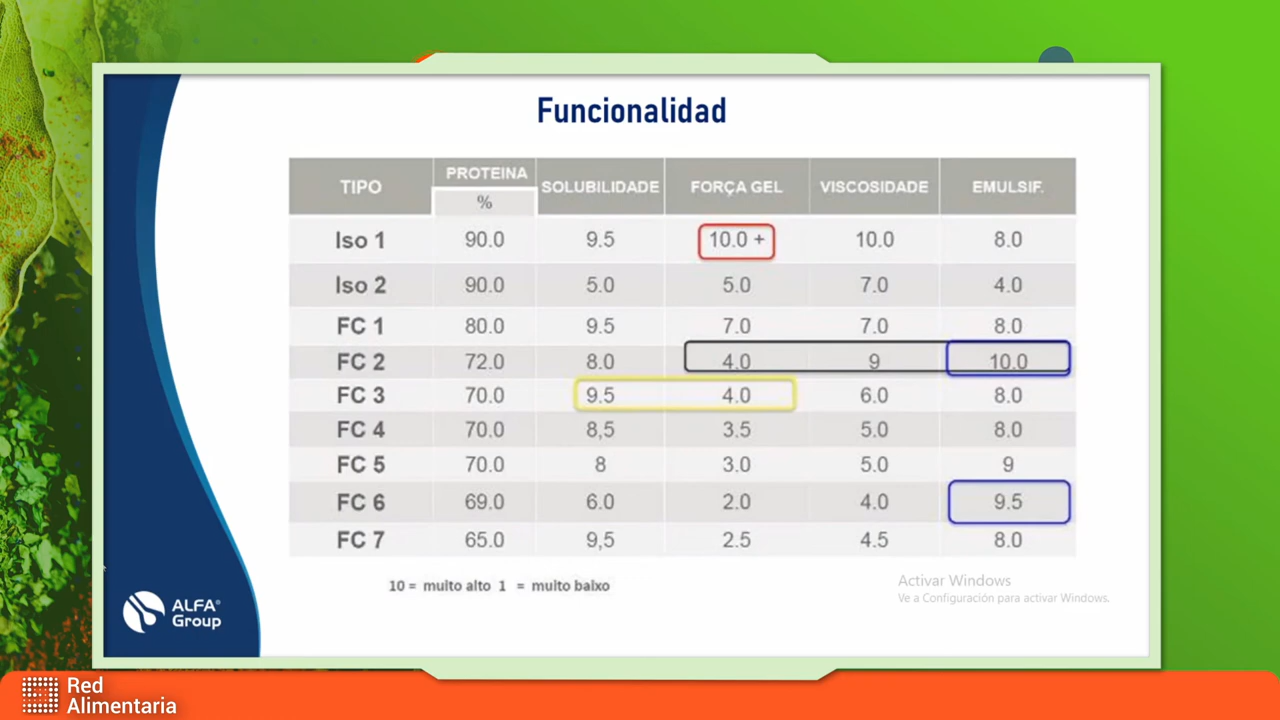 Funcionalidad
TIPO PROTEINA % SOLUBILIDADE FORÇA GEL VISCOSIDADE EMULSIF.
Iso 1 90.0 9.5 10.0 + 10.0 8.0
Iso 2 90.0 5.0 5.0 7.0 4.0
FC 1 80.0 9.5 7.0 7.0 8.0
FC 2 72.0 8.0 4.0 9 10.0
FC 3 70.0 9.5 4.0 6.0 8.0
FC 4 70.0 8,5 3.5 5.0 8.0
FC 5 70.0 8 3.0 5.0 9
FC 6 69.0 6.0 2.0 4.0 9.5
FC 7 65.0 9,5 2.5 4.5 8.0
10 = muito alto 1 = muito baixo
Activar Windows
Ve a Configuración para activar Windows.
ALFA®
Group
Red
Alimentaria